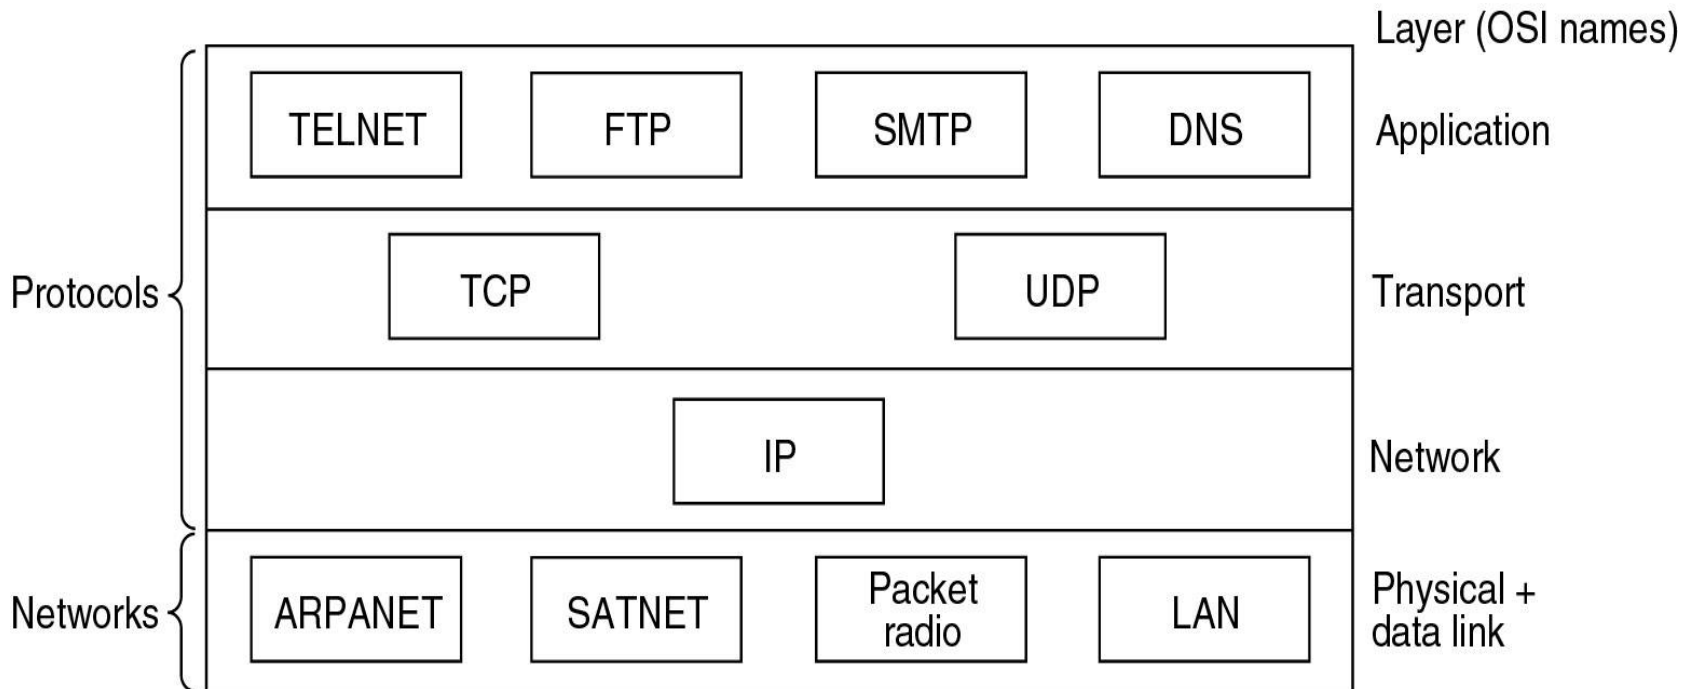 Layer (OSI names)
TELNET
FTP
SMTP
DNS
Application
Protocols
TCP
UDP
Transport
IP
Network
Networks
ARPANET
SATNET
Packet
radio
LAN
Physical +
data link